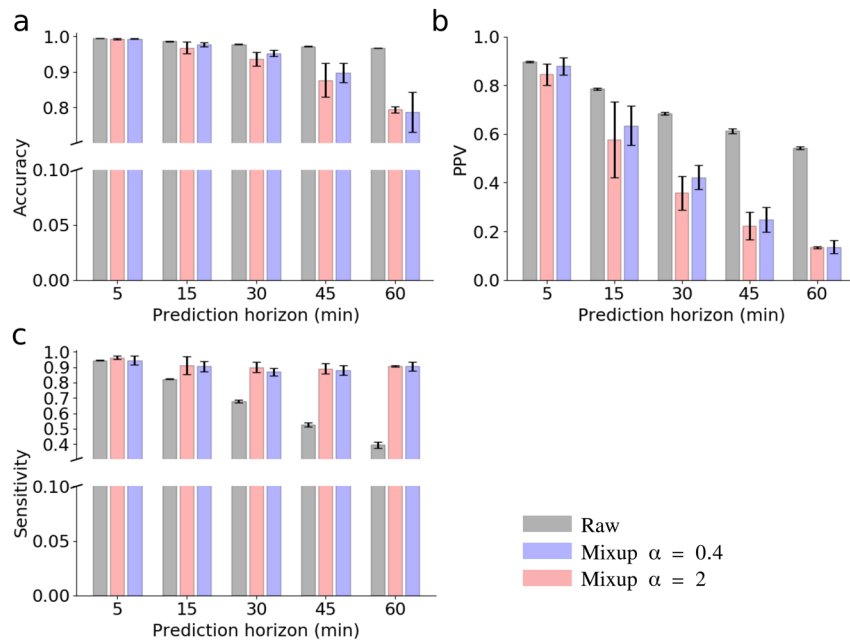 a
1.0
0.9
0.8
0.10
0.05
0.00
Accuracy
5 15 30 45 60
Prediction horizon (min)
b
1.0
0.8
0.6
0.4
0.2
0.0
PPV
5 15 30 45 60
Prediction horizon (min)
c
1.0
0.9
0.8
0.7
0.6
0.5
0.4
0.10
0.05
0.00
Sensitivity
5 15 30 45 60
Prediction horizon (min)
Raw
Mixup α = 0.4
Mixup α = 2